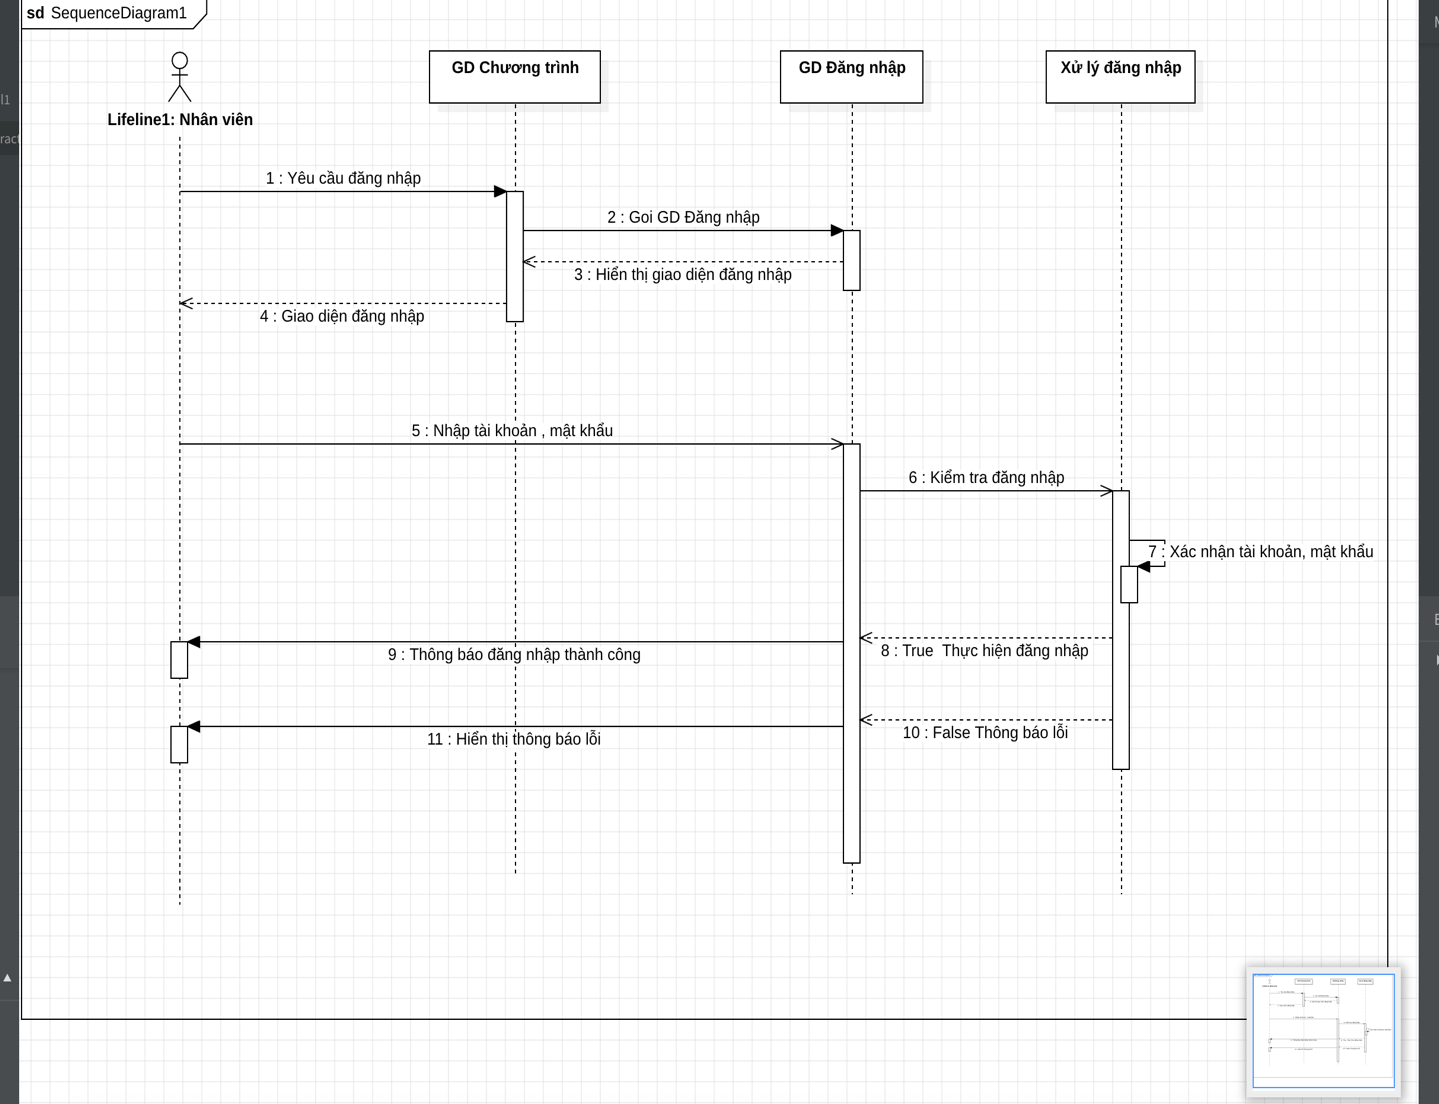 sd SequenceDiagram1
GD Chương trình
GD Đăng nhập
Xử lý đăng nhập
Lifeline1: Nhân viên
1 : Yêu cầu đăng nhập
2 : Goi GD Đăng nhập
3 : Hiển thị giao diện đăng nhập
4 : Giao diện đăng nhập
5 : Nhập tài khoản , mật khẩu
6 : Kiểm tra đăng nhập
7 : Xác nhận tài khoản, mật khẩu
8 : True  Thực hiện đăng nhập
9 : Thông báo đăng nhập thành công
10 : False Thông báo lỗi
11 : Hiển thị thông báo lỗi